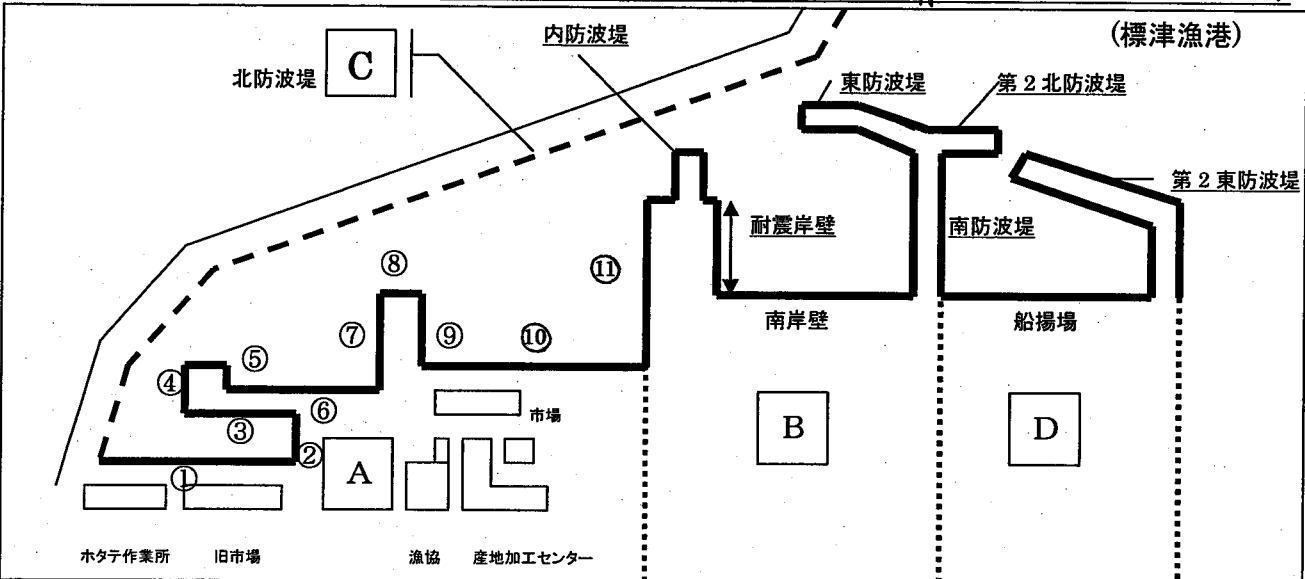 (標津漁港)
内防波堤
C
北防波堤
東防波堤
第2北防波堤
第2東防波堤
耐震岸壁
南防波堤
⑧
⑪
⑦
⑨
⑩
南岸壁
船揚場
⑤
④
⑥
市場
③
B
D
②
A
①
ホタテ作業所
旧市場
漁協
産地加工センター